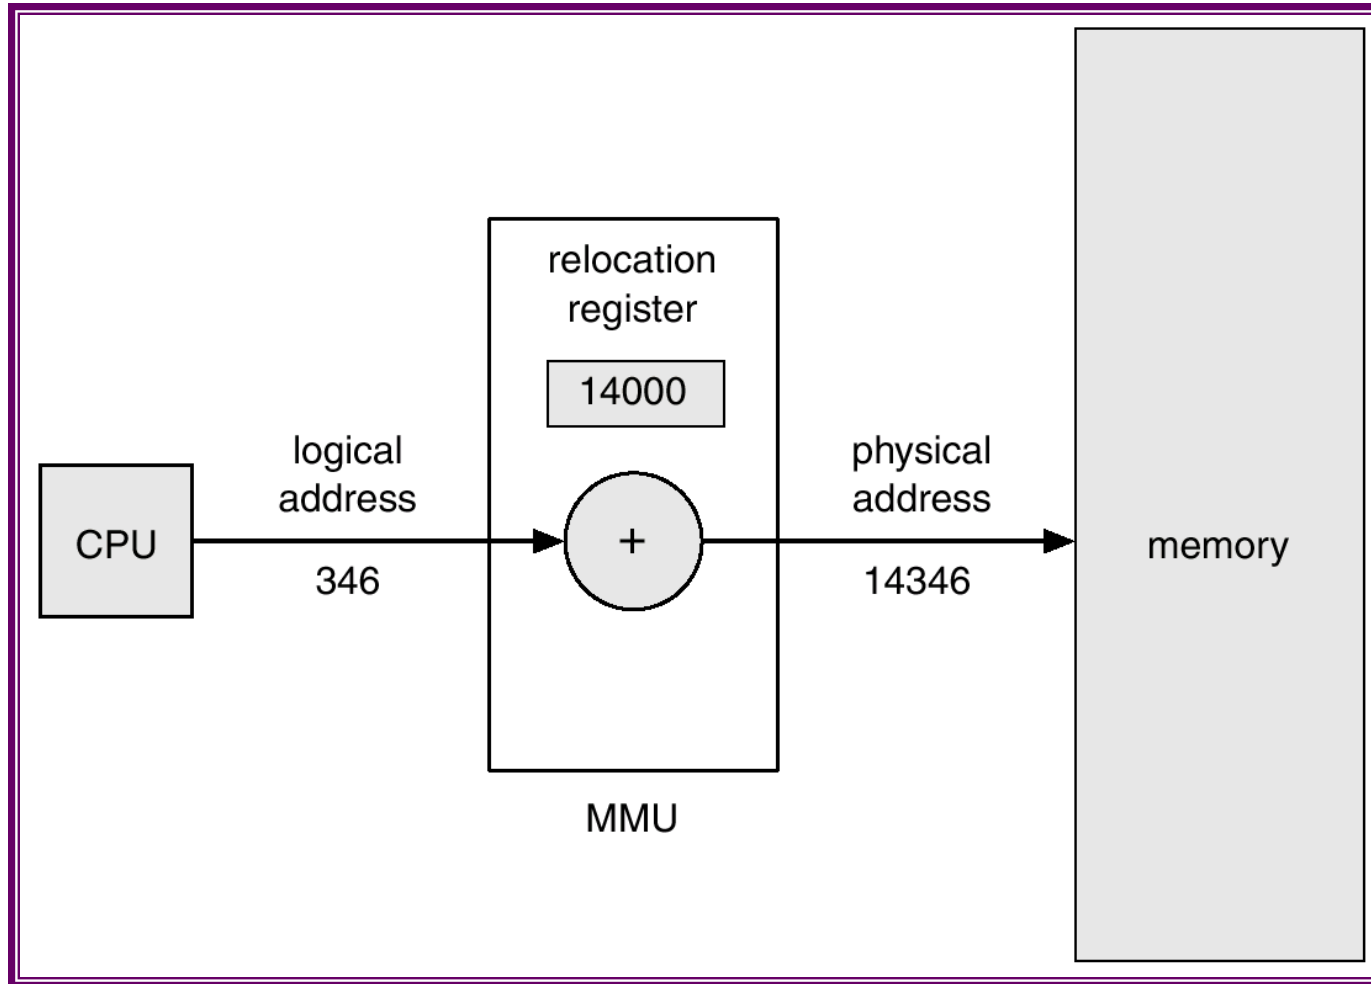 relocation
register
14000
logical
address
physical
address
CPU
+
memory
346
14346
MMU